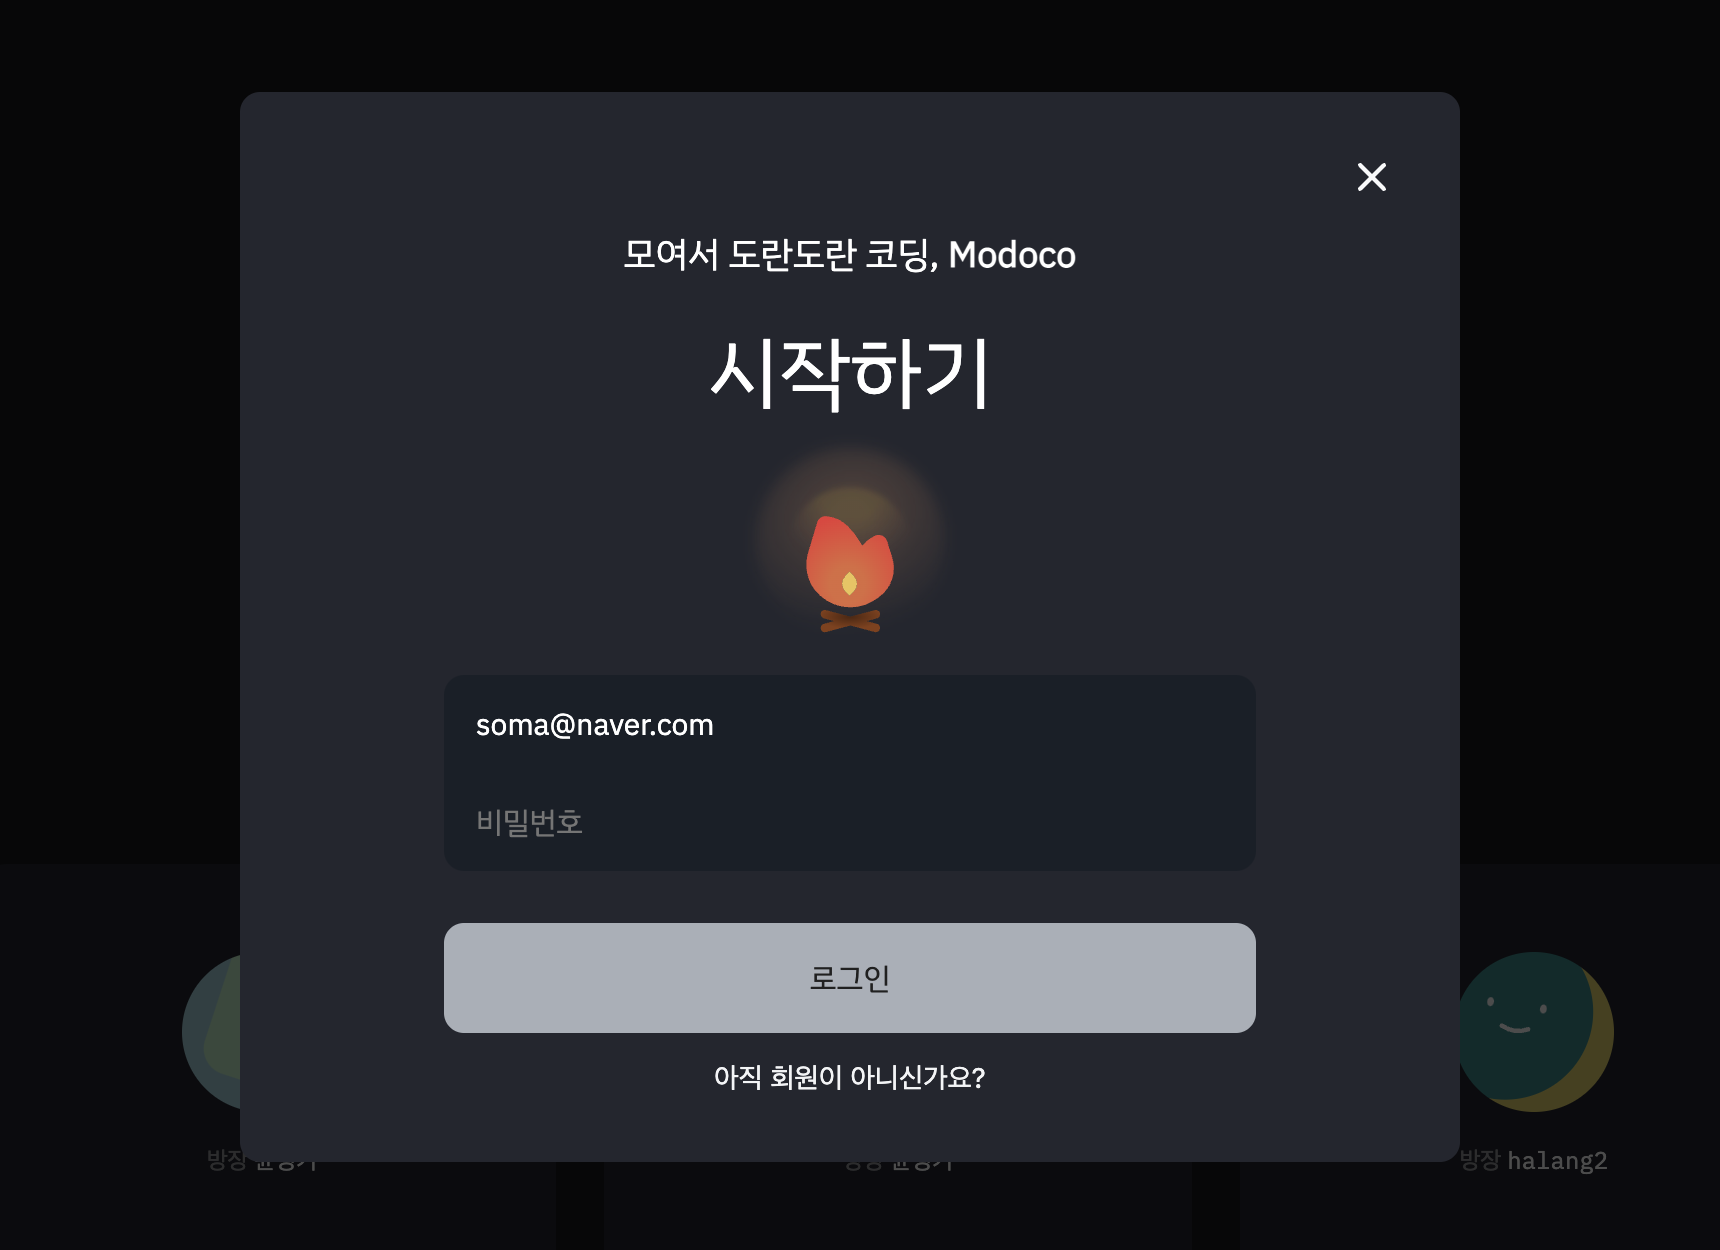 모여서 도란도란 코딩, Modoco
시작하기
soma@naver.com
비밀번호
로그인
아직 회원이 아니신가요?
방장
방장 halang2